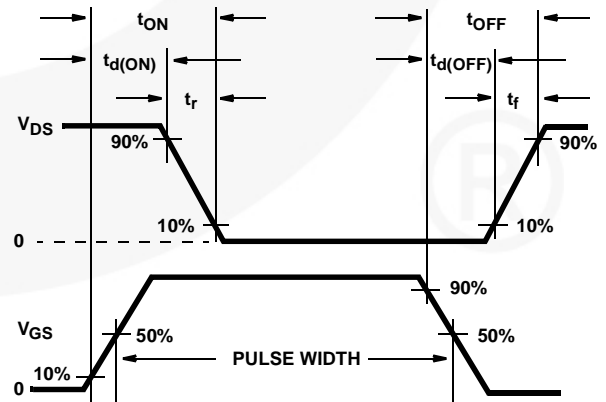 tON tOFF
td(ON) td(OFF)
tr tf
VDS
90% 90%
10% 10%
0
90%
VGS 50% 50%
PULSE WIDTH
10%
0
R